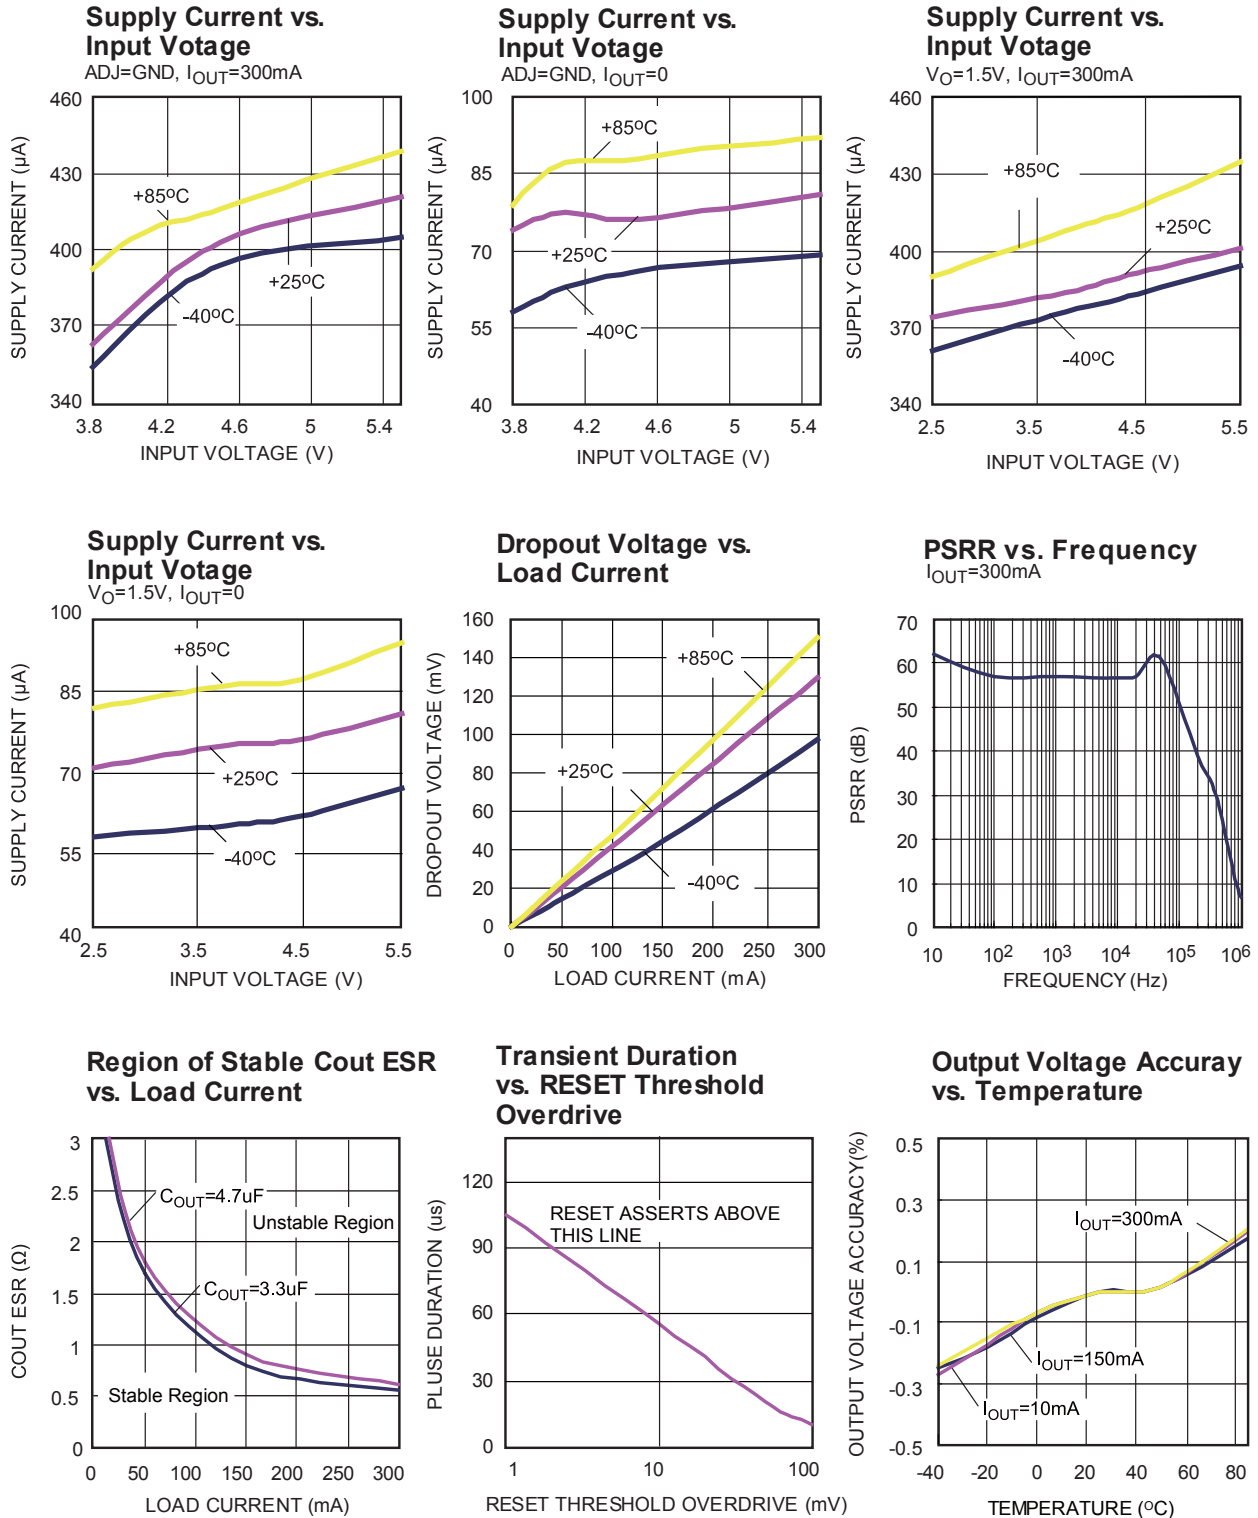 Supply Current vs.
Input Votage
ADJ=GND, IOUT=300mA
460
430
400
370
340
SUPPLY CURRENT (µA)
+85ºC
+25ºC
-40ºC
3.8 4.2 4.6 5 5.4
INPUT VOLTAGE (V)
Supply Current vs.
Input Votage
ADJ=GND, IOUT=0
100
85
70
55
40
SUPPLY CURRENT (µA)
+85ºC
+25ºC
-40ºC
3.8 4.2 4.6 5 5.4
INPUT VOLTAGE (V)
Supply Current vs.
Input Votage
VO=1.5V, IOUT=300mA
460
430
400
370
340
SUPPLY CURRENT (µA)
+85ºC
+25ºC
-40ºC
2.5 3.5 4.5 5.5
INPUT VOLTAGE (V)
Supply Current vs.
Input Votage
VO=1.5V, IOUT=0
100
85
70
55
40
SUPPLY CURRENT (µA)
+85ºC
+25ºC
-40ºC
2.5 3.5 4.5 5.5
INPUT VOLTAGE (V)
Dropout Voltage vs.
Load Current
160
140
120
100
80
60
40
20
0
DROPOUT VOLTAGE (mV)
+85ºC
+25ºC
-40ºC
0 50 100 150 200 250 300
LOAD CURRENT (mA)
PSRR vs. Frequency
IOUT=300mA
70
60
50
40
30
20
10
0
PSRR (dB)
10 10² 10³ 10⁴ 10⁵ 10⁶
FREQUENCY (Hz)
Region of Stable Cout ESR
vs. Load Current
3
2.5
2
1.5
1
0.5
0
COUT ESR (Ω)
COUT=4.7uF
Unstable Region
COUT=3.3uF
Stable Region
0 50 100 150 200 250 300
LOAD CURRENT (mA)
Transient Duration
vs. RESET Threshold
Overdrive
120
90
60
30
0
PLUSE DURATION (us)
RESET ASSERTS ABOVE
THIS LINE
1 10 100
RESET THRESHOLD OVERDRIVE (mV)
Output Voltage Accuray
vs. Temperature
0.5
0.3
0.1
-0.1
-0.3
-0.5
OUTPUT VOLTAGE ACCURACY(%)
IOUT=300mA
IOUT=150mA
IOUT=10mA
-40 -20 0 20 40 60 80
TEMPERATURE (ºC)